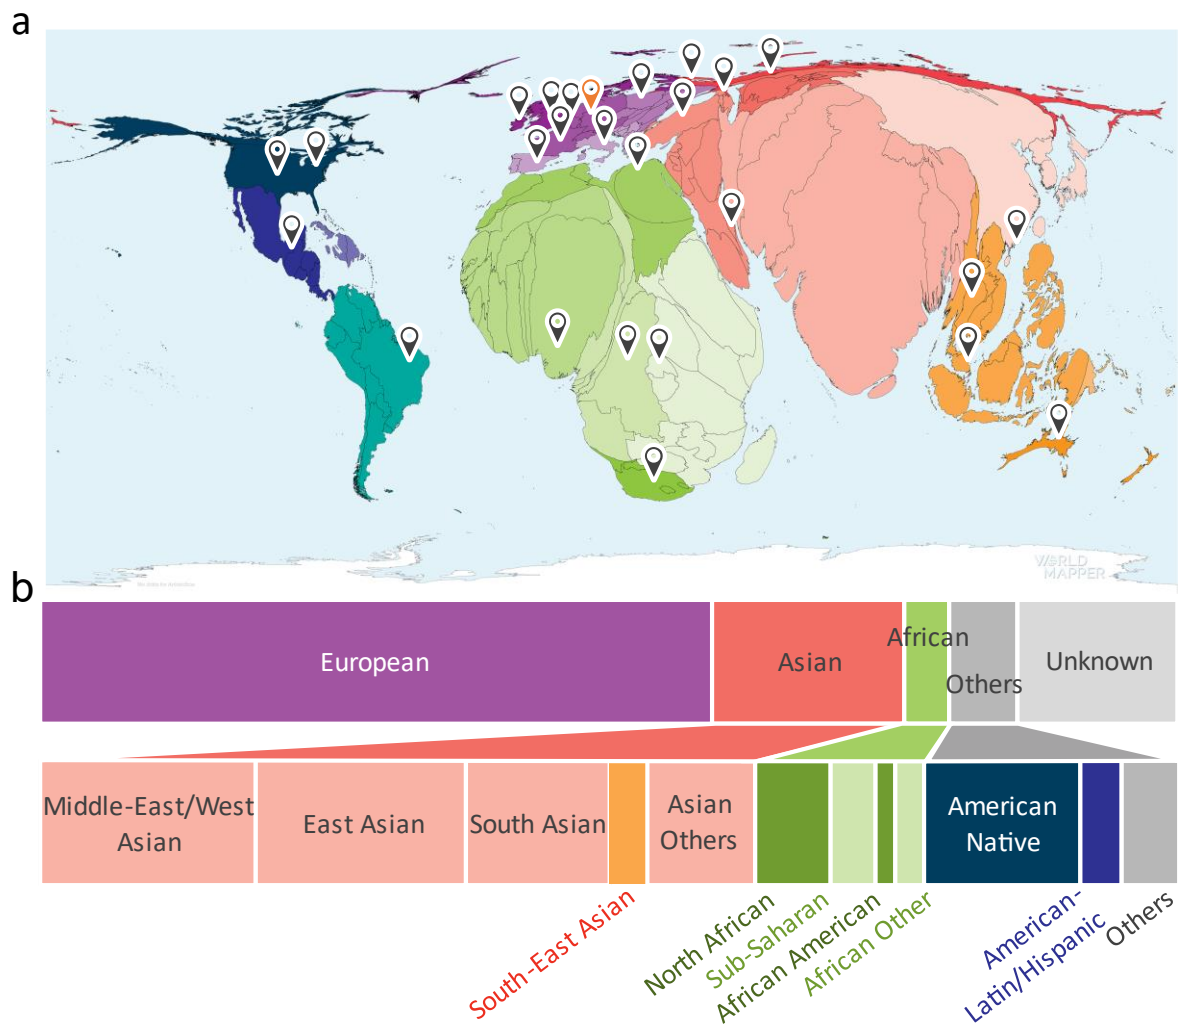 a
WORLD
MAPPER
b
European
Asian
African
Others
Unknown
Middle-East/West
Asian
East Asian
South Asian
Asian
Others
American
Native
South-East Asian
North African
Sub-Saharan
African American
African Other
American-
Latin/Hispanic
Others